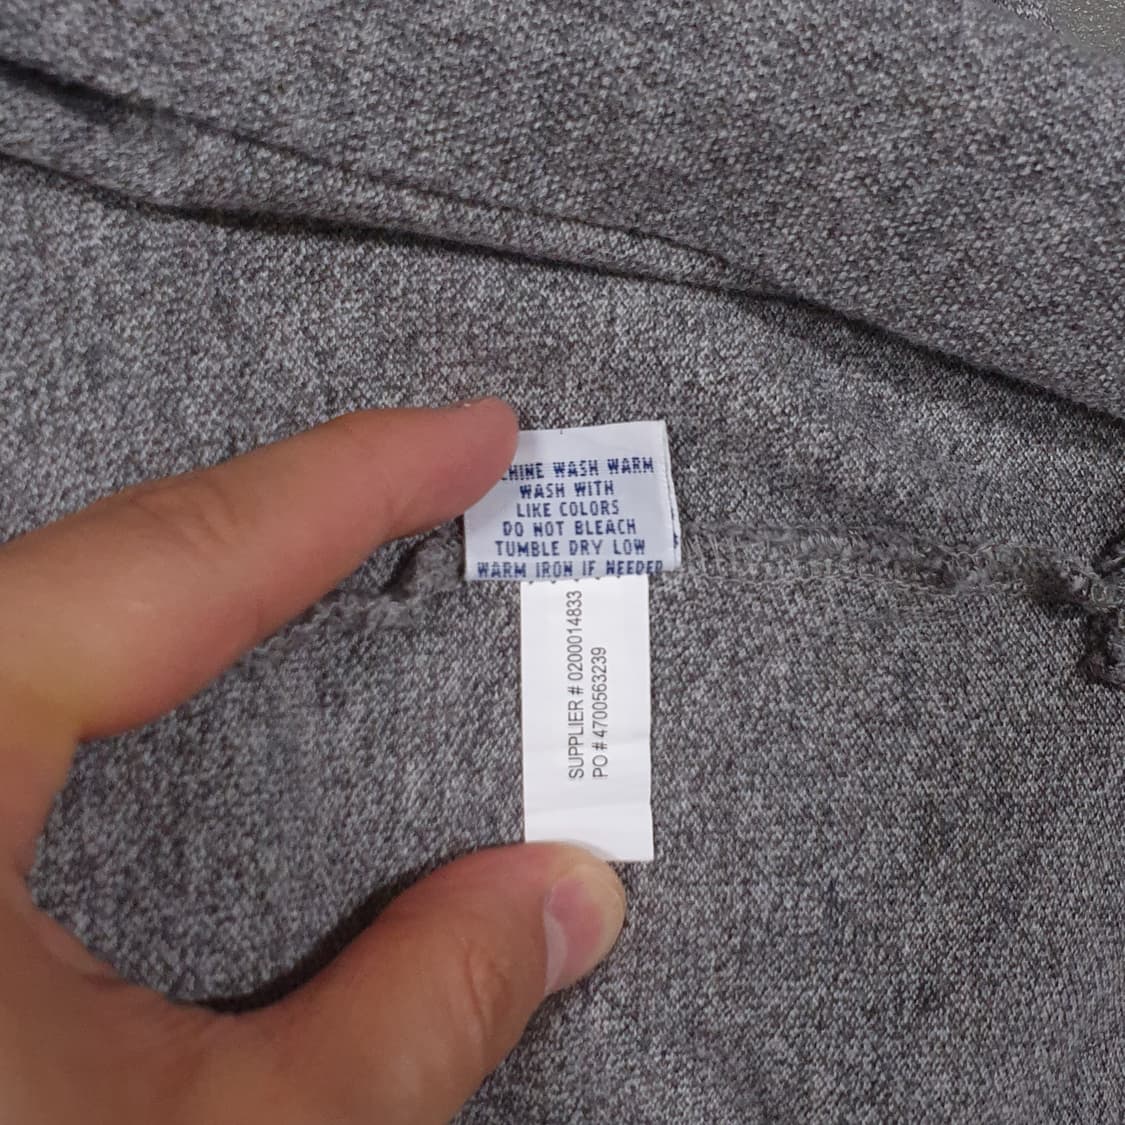 WASH WARM
WASH WITH
LIKE COLORS
DO NOT BLEACH
TUMBLE DRY LOW
WARM IRON IF NEEDED
SUPPLIER # 0200014833
PO # 4700563239